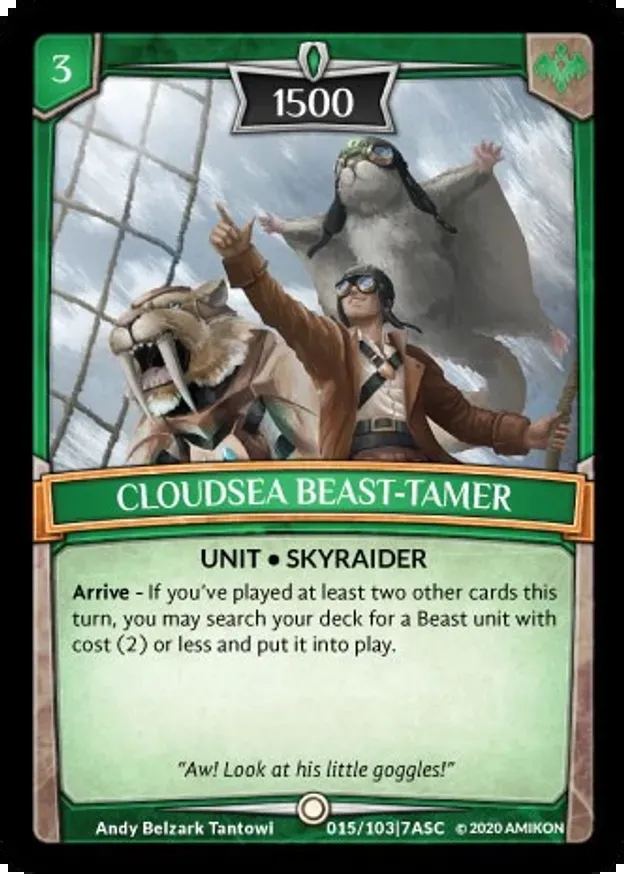 3
1500
CLOUDSEA BEAST-TAMER
UNIT • SKYRAIDER
Arrive - If you've played at least two other cards this
turn, you may search your deck for a Beast unit with
cost (2) or less and put it into play.
"Aw! Look at his little goggles!"
Andy Belzark Tantowi 015/103|7ASC © 2020 AMIKON